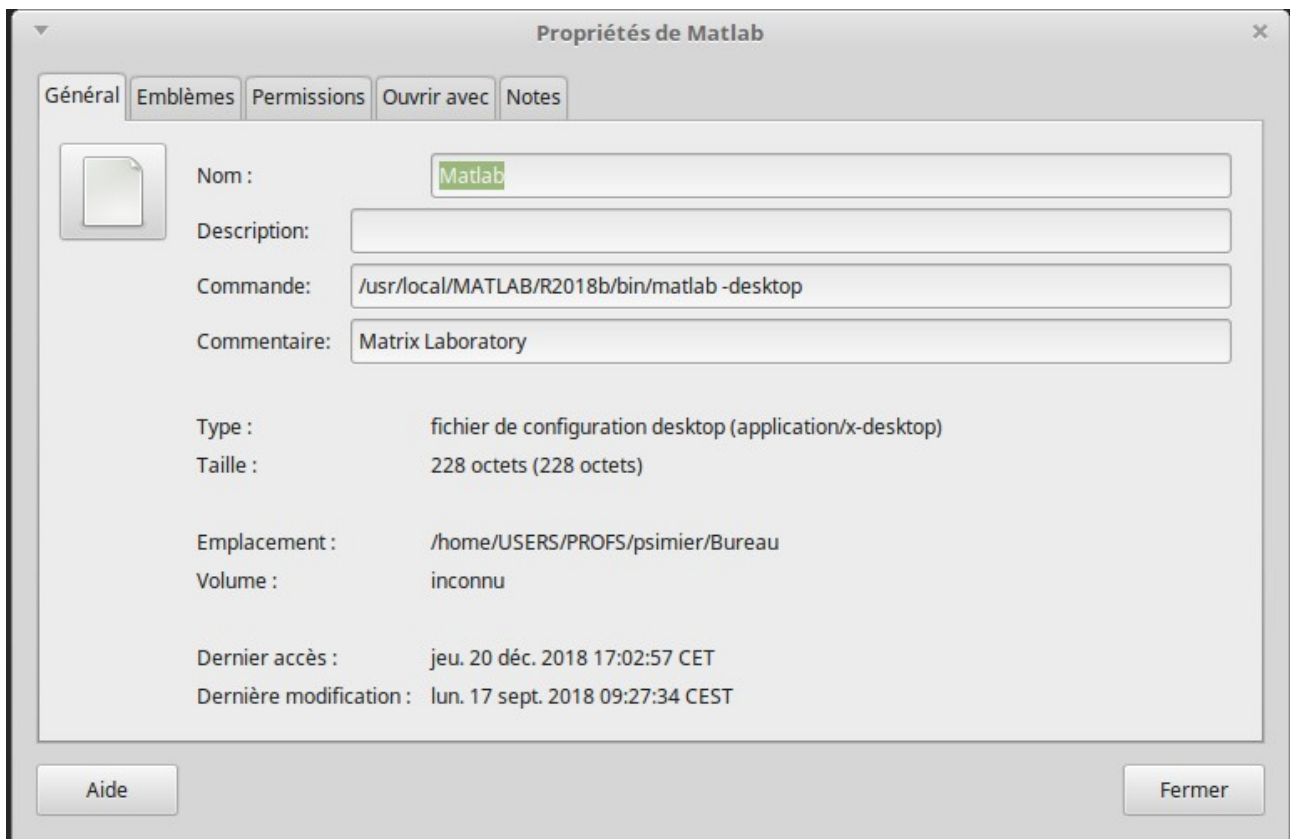 Propriétés de Matlab
Général Emblèmes Permissions Ouvrir avec Notes
Nom : Matlab
Description:
Commande: /usr/local/MATLAB/R2018b/bin/matlab -desktop
Commentaire: Matrix Laboratory
Type : fichier de configuration desktop (application/x-desktop)
Taille : 228 octets (228 octets)
Emplacement : /home/USERS/PROFS/psimier/Bureau
Volume : inconnu
Dernier accès : jeu. 20 déc. 2018 17:02:57 CET
Dernière modification : lun. 17 sept. 2018 09:27:34 CEST
Aide Fermer